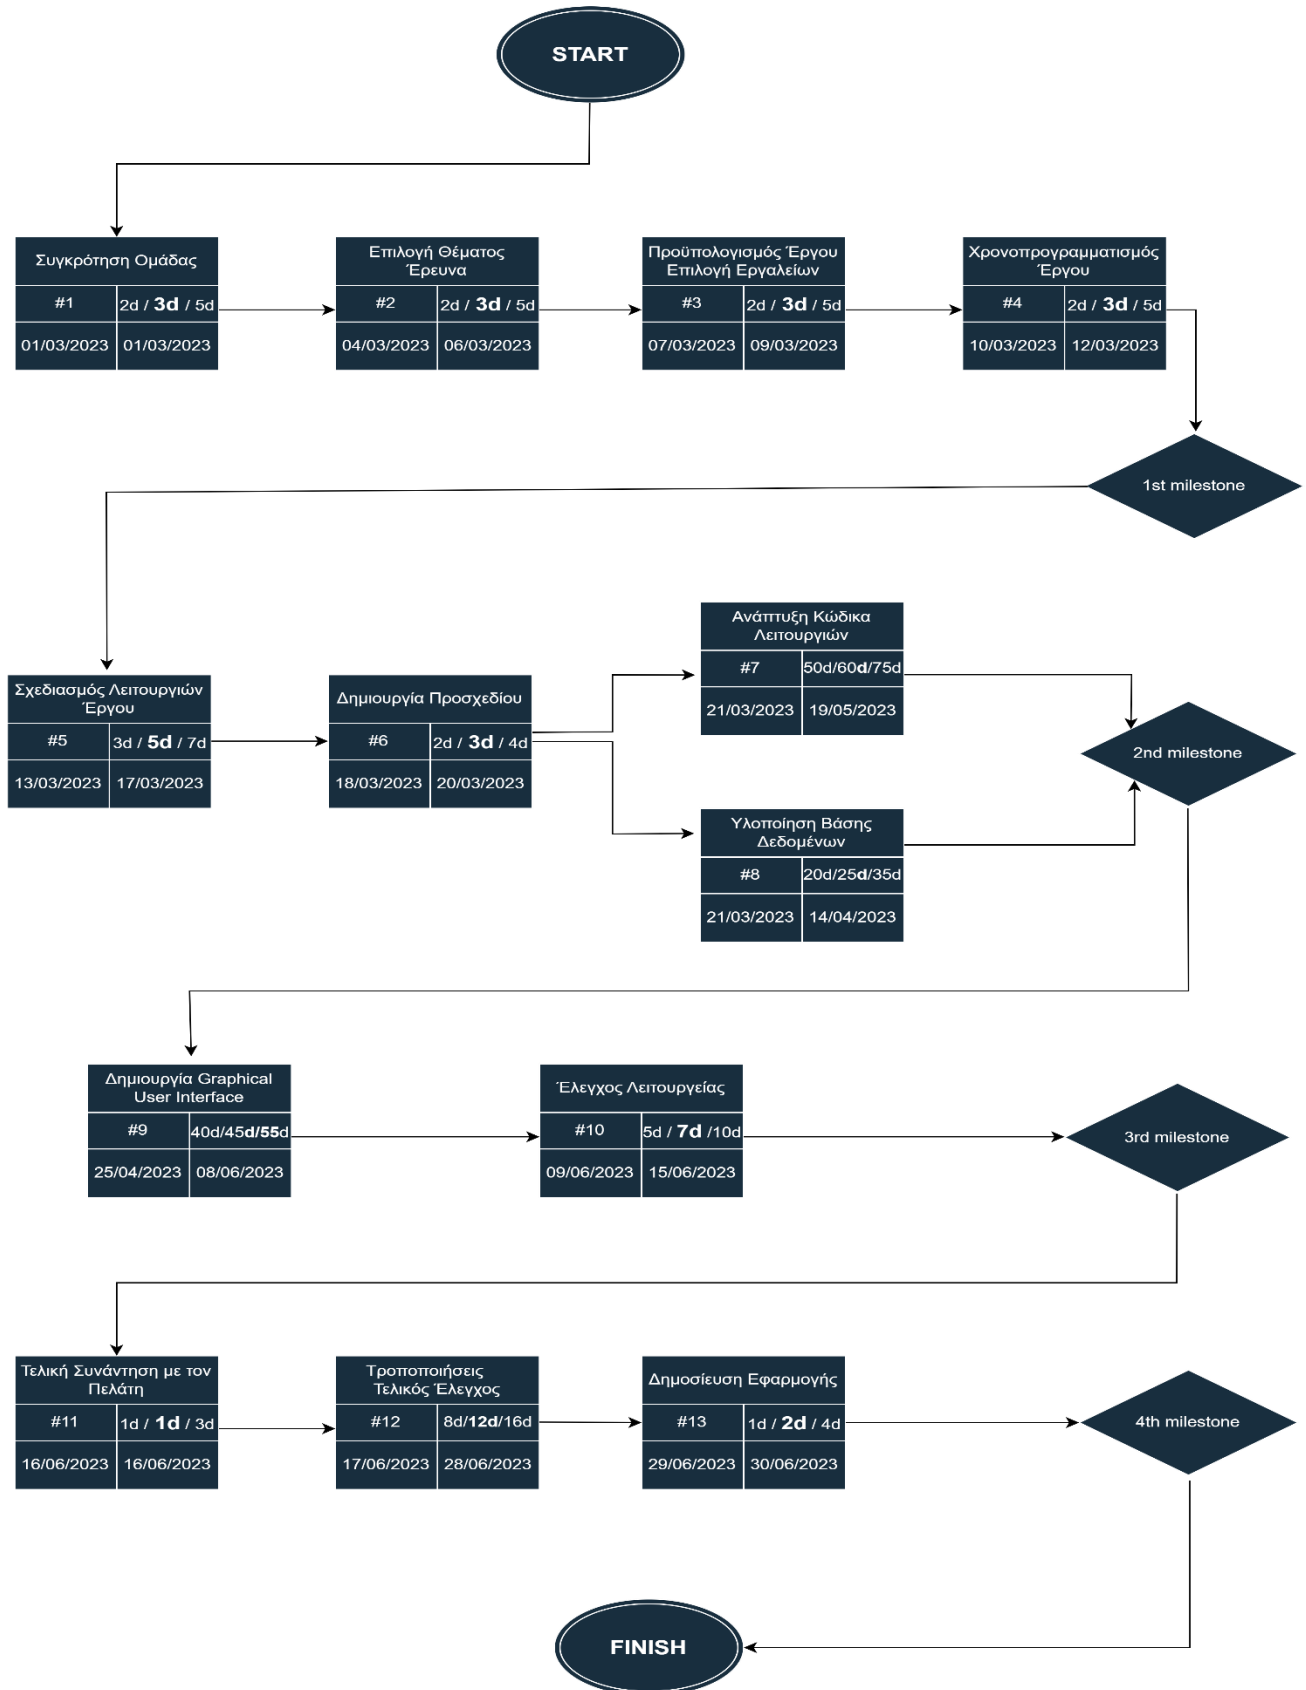 START
Συγκρότηση Ομάδας
#1
2d / 3d / 5d
01/03/2023
01/03/2023
Επιλογή Θέματος
Έρευνα
#2
2d / 3d / 5d
04/03/2023
06/03/2023
Προϋπολογισμός Έργου
Επιλογή Εργαλείων
#3
2d / 3d / 5d
07/03/2023
09/03/2023
Χρονοπρογραμματισμός
Έργου
#4
2d / 3d / 5d
10/03/2023
12/03/2023
1st milestone
Σχεδιασμός Λειτουργιών
Έργου
#5
3d / 5d / 7d
13/03/2023
17/03/2023
Δημιουργία Προσχεδίου
#6
2d / 3d / 4d
18/03/2023
20/03/2023
Ανάπτυξη Κώδικα
Λειτουργιών
#7
50d/60d/75d
21/03/2023
19/05/2023
Υλοποίηση Βάσης
Δεδομένων
#8
20d/25d/35d
21/03/2023
14/04/2023
2nd milestone
Δημιουργία Graphical
User Interface
#9
40d/45d/55d
25/04/2023
08/06/2023
Έλεγχος Λειτουργείας
#10
5d / 7d /10d
09/06/2023
15/06/2023
3rd milestone
Τελική Συνάντηση με τον
Πελάτη
#11
1d / 1d / 3d
16/06/2023
16/06/2023
Τροποποιήσεις
Τελικός Έλεγχος
#12
8d/12d/16d
17/06/2023
28/06/2023
Δημοσίευση Εφαρμογής
#13
1d / 2d / 4d
29/06/2023
30/06/2023
4th milestone
FINISH